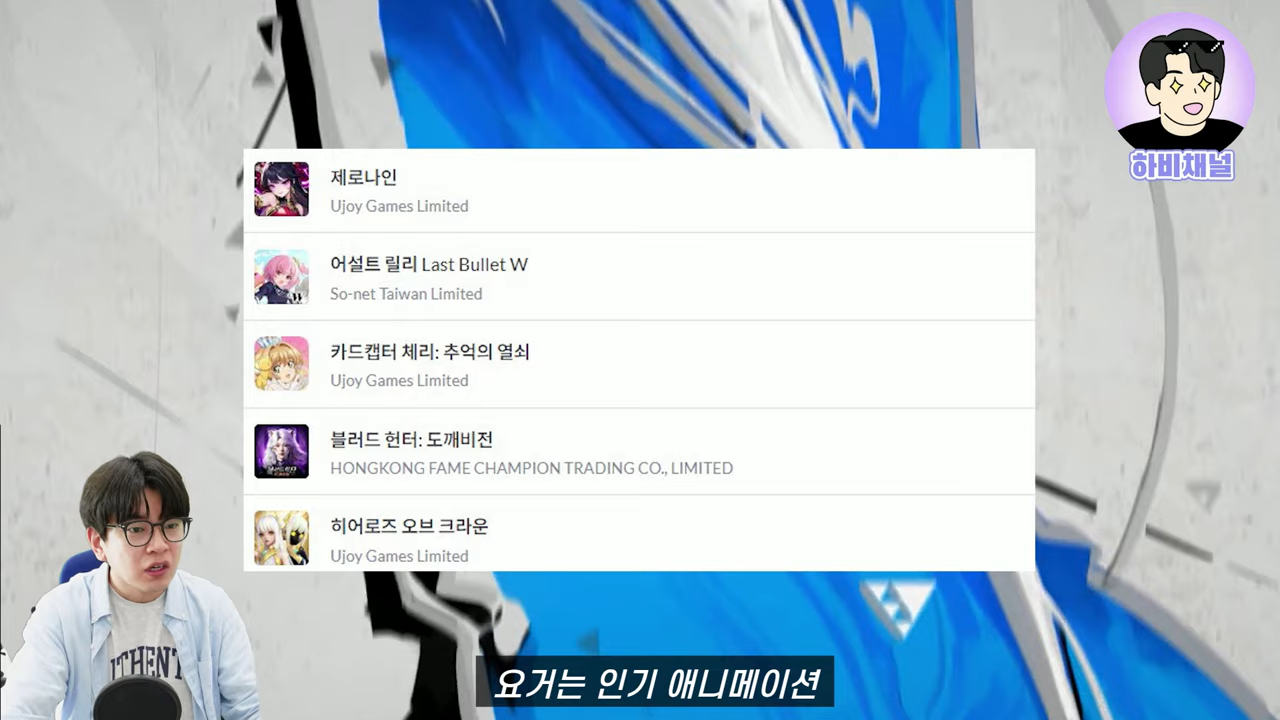 하비채널
제로나인
Ujoy Games Limited
어설트 릴리 Last Bullet W
So-net Taiwan Limited
카드캡터 체리: 추억의 열쇠
Ujoy Games Limited
블러드 헌터: 도깨비전
HONGKONG FAME CHAMPION TRADING CO., LIMITED
히어로즈 오브 크라운
Ujoy Games Limited
요거는 인기 애니메이션